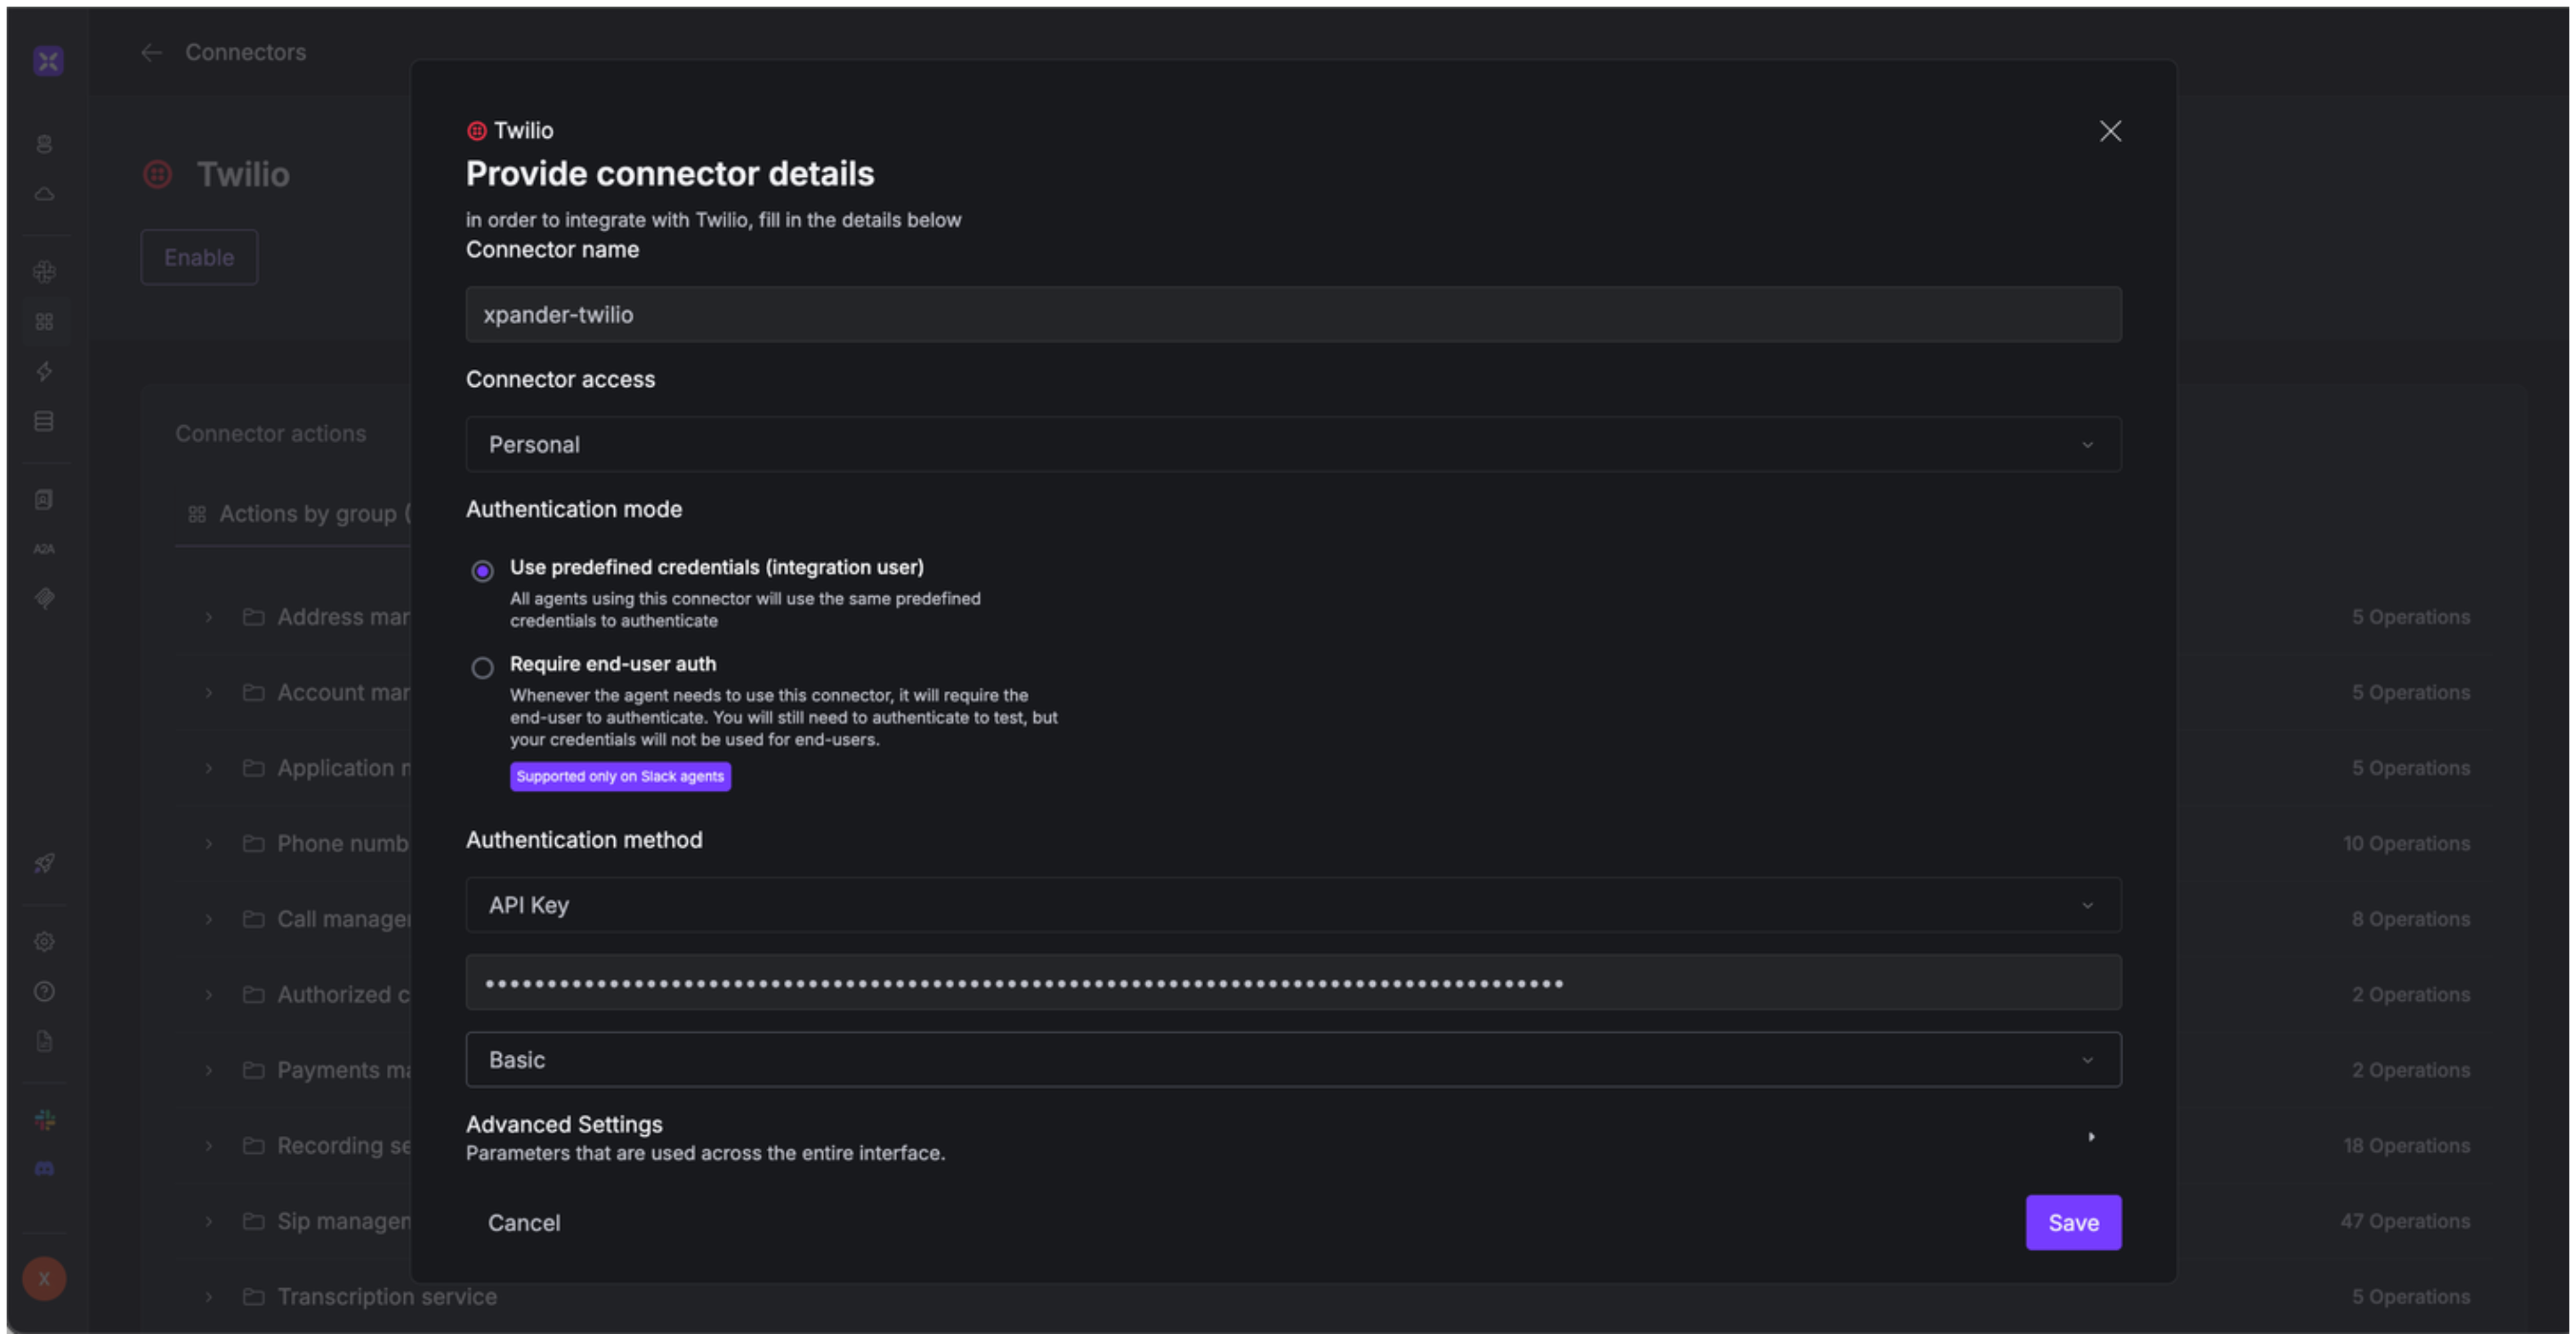 Connectors
Twilio
Enable
Connector actions
Actions by group (
Address mar
5 Operations
Account mar
5 Operations
Application
5 Operations
Phone numb
10 Operations
Call manage
8 Operations
Authorized c
2 Operations
Payments ma
2 Operations
Recording se
18 Operations
Sip manage
47 Operations
Transcription service
5 Operations
A2A
X
Twilio
Provide connector details
in order to integrate with Twilio, fill in the details below
Connector name
xpander-twilio
Connector access
Personal
Authentication mode
Use predefined credentials (integration user)
All agents using this connector will use the same predefined
credentials to authenticate
Require end-user auth
Whenever the agent needs to use this connector, it will require the
end-user to authenticate. You will still need to authenticate to test, but
your credentials will not be used for end-users.
Supported only on Slack agents
Authentication method
API Key
Basic
Advanced Settings
Parameters that are used across the entire interface.
Cancel
Save